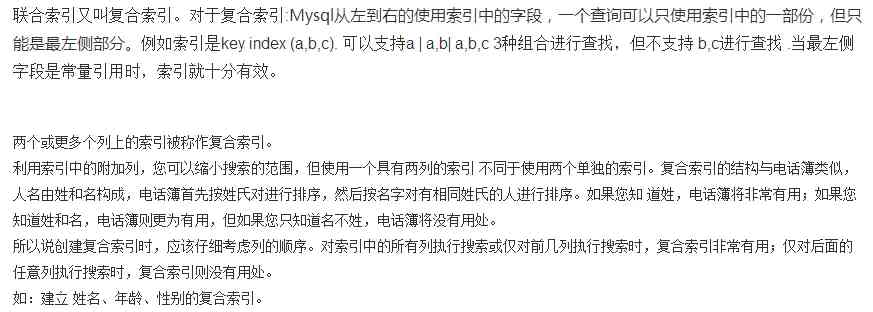 联合索引又叫复合索引。对于复合索引:Mysql从左到右的使用索引中的字段，一个查询可以只使用索引中的一部份，但只
能是最左侧部分。例如索引是key index (a,b,c). 可以支持a | a,b| a,b,c 3种组合进行查找，但不支持 b,c进行查找 .当最左侧
字段是常量引用时，索引就十分有效。
两个或更多个列上的索引被称作复合索引。
利用索引中的附加列，您可以缩小搜索的范围，但使用一个具有两列的索引 不同于使用两个单独的索引。复合索引的结构与电话簿类似，
人名由姓和名构成，电话簿首先按姓氏对进行排序，然后按名字对有相同姓氏的人进行排序。如果您知 道姓，电话簿将非常有用；如果您
知道姓和名，电话簿则更为有用，但如果您只知道名不姓，电话簿将没有用处。
所以说创建复合索引时，应该仔细考虑列的顺序。对索引中的所有列执行搜索或仅对前几列执行搜索时，复合索引非常有用；仅对后面的
任意列执行搜索时，复合索引则没有用处。
如：建立 姓名、年龄、性别的复合索引。